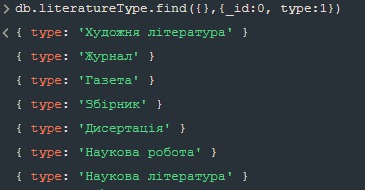 > db.literatureType.find({},{_id:0, type:1})
< { type: 'Художня література' }
{ type: 'Журнал' }
{ type: 'Газета' }
{ type: 'Збірник' }
{ type: 'Дисертація' }
{ type: 'Наукова робота' }
{ type: 'Наукова література' }